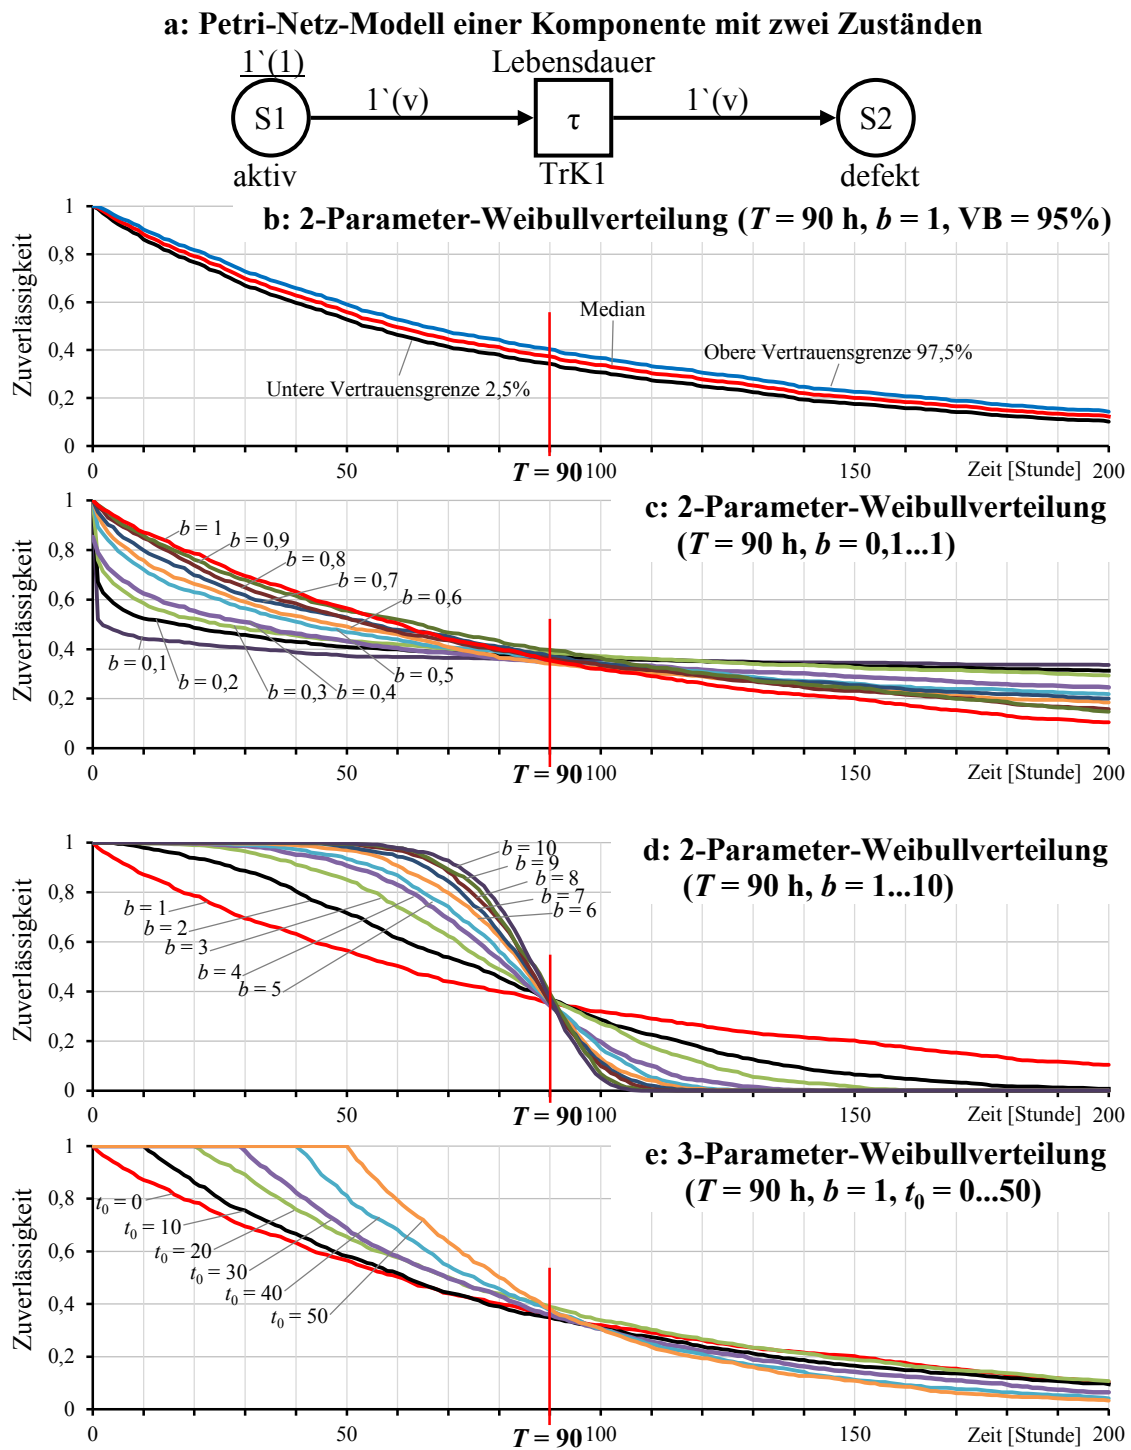 a: Petri-Netz-Modell einer Komponente mit zwei Zuständen
1`(1)
Lebensdauer
S1
1`(v)
τ
1`(v)
S2
aktiv
TrK1
defekt
b: 2-Parameter-Weibullverteilung (T = 90 h, b = 1, VB = 95%)
Zuverlässigkeit
1
0,8
0,6
0,4
0,2
0
Median
Obere Vertrauensgrenze 97,5%
Untere Vertrauensgrenze 2,5%
0
50
T = 90
100
150
Zeit [Stunde]
200
c: 2-Parameter-Weibullverteilung
(T = 90 h, b = 0,1...1)
Zuverlässigkeit
1
0,8
0,6
0,4
0,2
0
b = 1
b = 0,9
b = 0,8
b = 0,7
b = 0,6
b = 0,5
b = 0,4
b = 0,3
b = 0,2
b = 0,1
0
50
T = 90
100
150
Zeit [Stunde]
200
d: 2-Parameter-Weibullverteilung
(T = 90 h, b = 1...10)
Zuverlässigkeit
1
0,8
0,6
0,4
0,2
0
b = 10
b = 9
b = 8
b = 7
b = 6
b = 1
b = 2
b = 3
b = 4
b = 5
0
50
T = 90
100
150
Zeit [Stunde]
200
e: 3-Parameter-Weibullverteilung
(T = 90 h, b = 1, t0 = 0...50)
Zuverlässigkeit
1
0,8
0,6
0,4
0,2
0
t0 = 0
t0 = 10
t0 = 20
t0 = 30
t0 = 40
t0 = 50
0
50
T = 90
100
150
Zeit [Stunde]
200